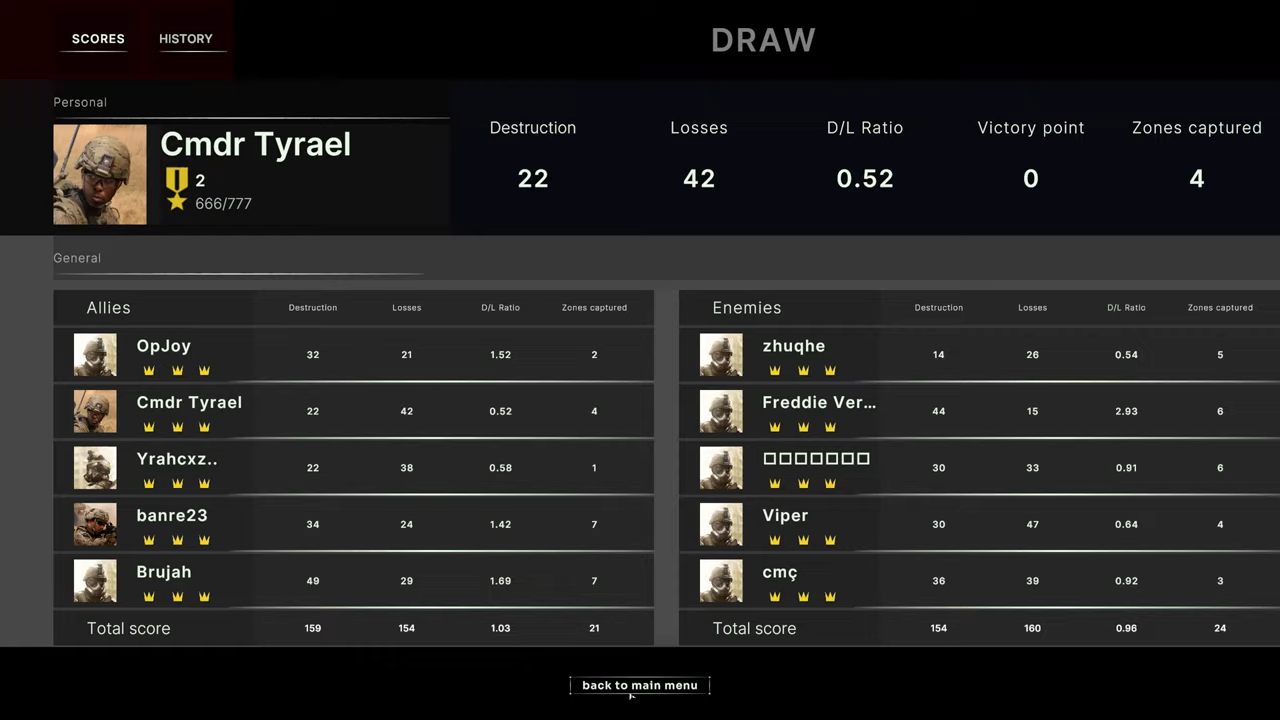 SCORES HISTORY DRAW
Personal
Cmdr Tyrael
2
666/777
Destruction Losses D/L Ratio Victory point Zones captured
22 42 0.52 0 4
General
Allies Destruction Losses D/L Ratio Zones captured
OpJoy 32 21 1.52 2
Cmdr Tyrael 22 42 0.52 4
Yrahcxz.. 22 38 0.58 1
banre23 34 24 1.42 7
Brujah 49 29 1.69 7
Total score 159 154 1.03 21
Enemies Destruction Losses D/L Ratio Zones captured
zhuqhe 14 26 0.54 5
Freddie Ver... 44 15 2.93 6
□□□□□□□ 30 33 0.91 6
Viper 30 47 0.64 4
cmç 36 39 0.92 3
Total score 154 160 0.96 24
back to main menu